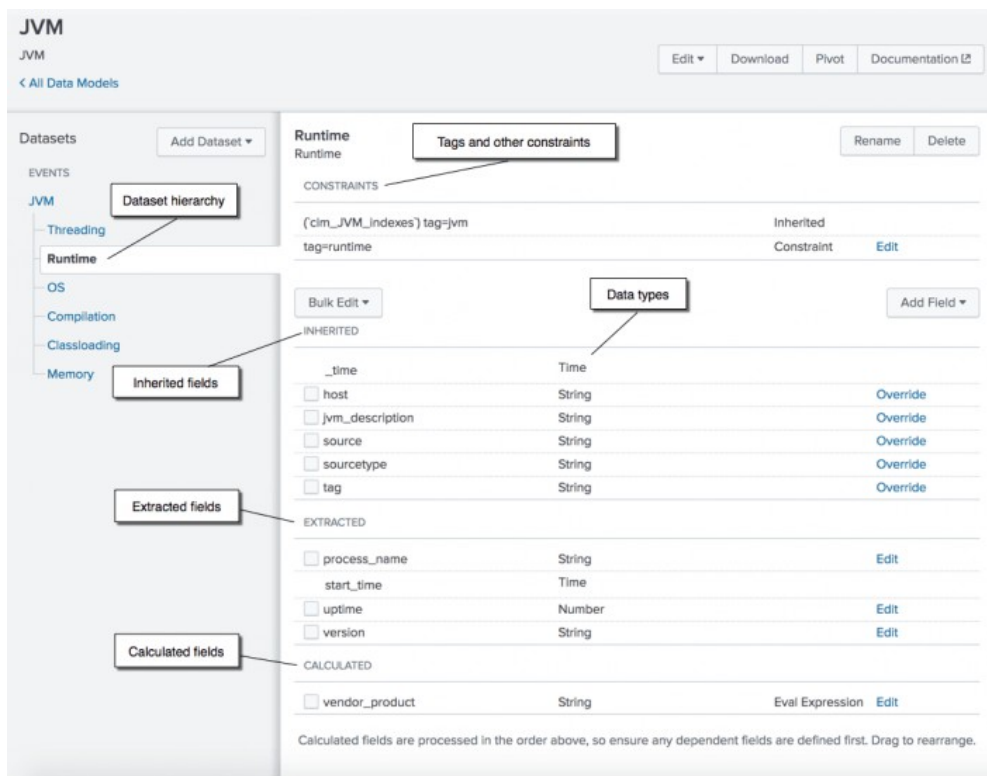 JVM
JVM
< All Data Models
Edit Download Pivot Documentation
Datasets
Add Dataset
EVENTS
JVM
Threading
Runtime
OS
Compilation
Classloading
Memory
Dataset hierarchy
Inherited fields
Extracted fields
Calculated fields
Runtime
Runtime
Tags and other constraints
Rename Delete
CONSTRAINTS
(`cim_JVM_indexes`) tag=jvm Inherited
tag=runtime Constraint Edit
Bulk Edit
Data types
Add Field
INHERITED
_time Time
host String Override
jvm_description String Override
source String Override
sourcetype String Override
tag String Override
EXTRACTED
process_name String Edit
start_time Time
uptime Number Edit
version String Edit
CALCULATED
vendor_product String Eval Expression Edit
Calculated fields are processed in the order above, so ensure any dependent fields are defined first. Drag to rearrange.